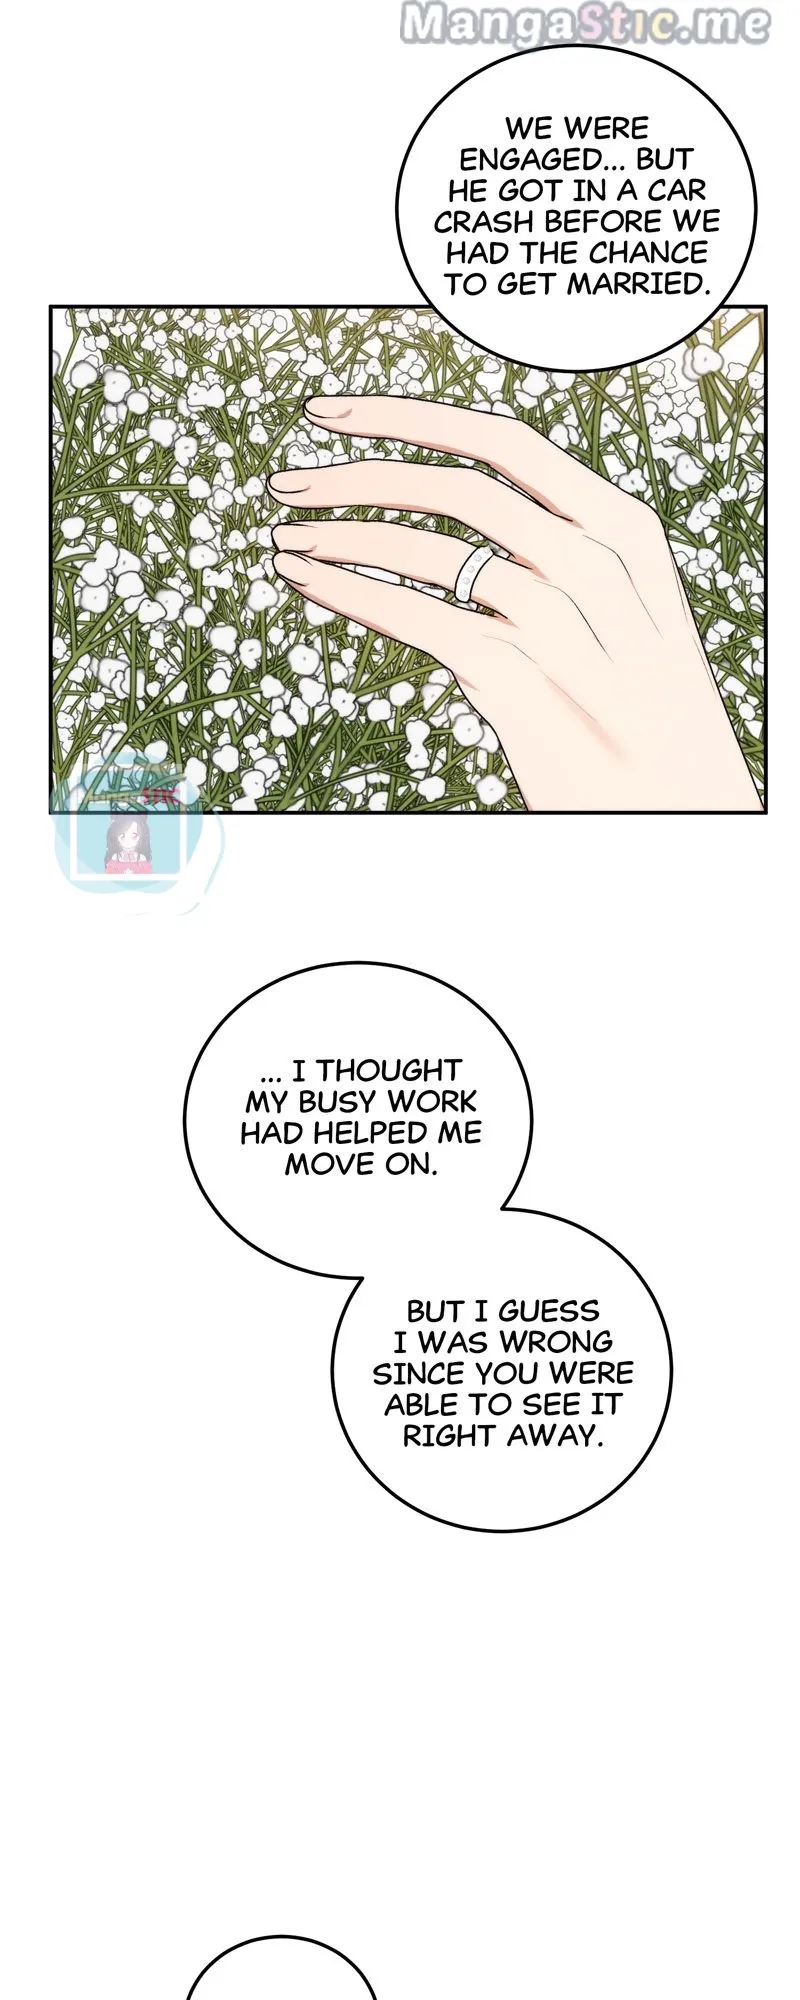 MangaStic.me
WE WERE
ENGAGED... BUT
HE GOT IN A CAR
CRASH BEFORE WE
HAD THE CHANCE
TO GET MARRIED.
MangaStic
... I THOUGHT
MY BUSY WORK
HAD HELPED ME
MOVE ON.
BUT I GUESS
I WAS WRONG
SINCE YOU WERE
ABLE TO SEE IT
RIGHT AWAY.